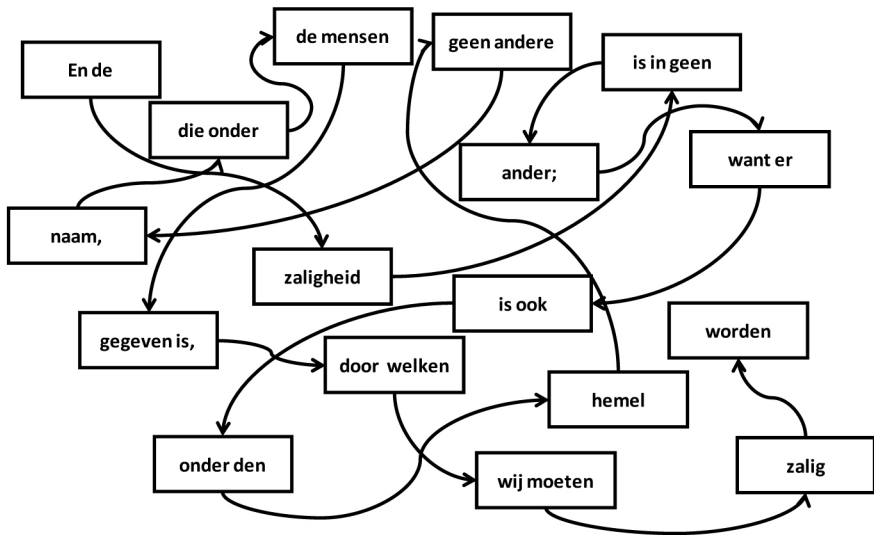 En de
zaligheid
is in geen
ander;
want er
is ook
onder den
hemel
geen andere
naam,
die onder
de mensen
gegeven is,
door welken
wij moeten
zalig
worden